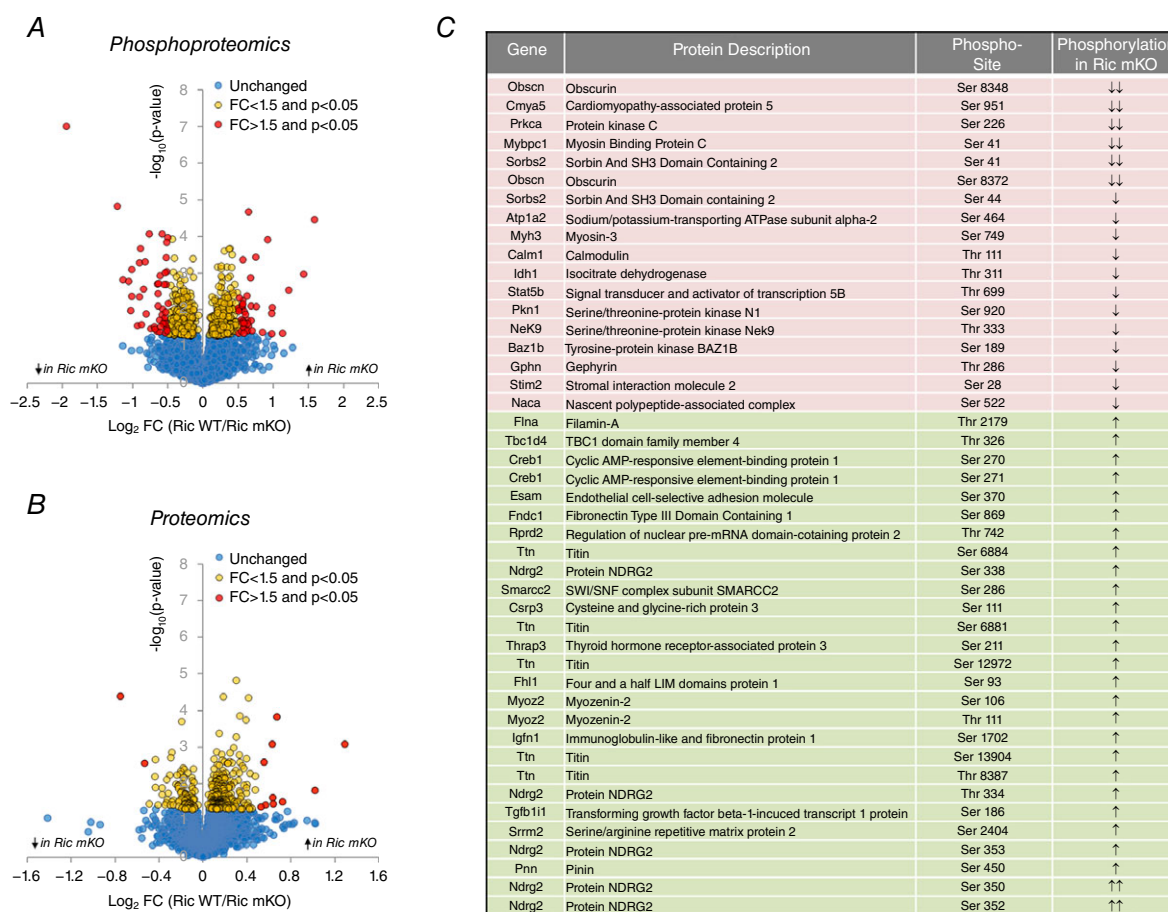 A
Phosphoproteomics
-log10(p-value)
Unchanged
FC<1.5 and p<0.05
FC>1.5 and p<0.05
8
7
6
5
4
3
2
1
0
↓ in Ric mKO
↑ in Ric mKO
−2.5 −2 −1.5 −1 −0.5 0 0.5 1 1.5 2 2.5
Log2 FC (Ric WT/Ric mKO)
B
Proteomics
-log10(p-value)
Unchanged
FC<1.5 and p<0.05
FC>1.5 and p<0.05
8
7
6
5
4
3
2
1
0
↓ in Ric mKO
↑ in Ric mKO
−1.6 −1.2 −0.8 −0.4 0 0.4 0.8 1.2 1.6
Log2 FC (Ric WT/Ric mKO)
C
Gene Protein Description Phospho-Site Phosphorylation in Ric mKO
Obscn Obscurin Ser 8348 ↓↓
Cmya5 Cardiomyopathy-associated protein 5 Ser 951 ↓↓
Prkca Protein kinase C Ser 226 ↓↓
Mybpc1 Myosin Binding Protein C Ser 41 ↓↓
Sorbs2 Sorbin And SH3 Domain Containing 2 Ser 41 ↓↓
Obscn Obscurin Ser 8372 ↓↓
Sorbs2 Sorbin And SH3 Domain containing 2 Ser 44 ↓
Atp1a2 Sodium/potassium-transporting ATPase subunit alpha-2 Ser 464 ↓
Myh3 Myosin-3 Ser 749 ↓
Calm1 Calmodulin Thr 111 ↓
Idh1 Isocitrate dehydrogenase Thr 311 ↓
Stat5b Signal transducer and activator of transcription 5B Thr 699 ↓
Pkn1 Serine/threonine-protein kinase N1 Ser 920 ↓
NeK9 Serine/threonine-protein kinase Nek9 Thr 333 ↓
Baz1b Tyrosine-protein kinase BAZ1B Ser 189 ↓
Gphn Gephyrin Thr 286 ↓
Stim2 Stromal interaction molecule 2 Ser 28 ↓
Naca Nascent polypeptide-associated complex Ser 522 ↓
Flna Filamin-A Thr 2179 ↑
Tbc1d4 TBC1 domain family member 4 Thr 326 ↑
Creb1 Cyclic AMP-responsive element-binding protein 1 Ser 270 ↑
Creb1 Cyclic AMP-responsive element-binding protein 1 Ser 271 ↑
Esam Endothelial cell-selective adhesion molecule Ser 370 ↑
Fndc1 Fibronectin Type III Domain Containing 1 Ser 869 ↑
Rprd2 Regulation of nuclear pre-mRNA domain-cotaining protein 2 Thr 742 ↑
Ttn Titin Ser 6884 ↑
Ndrg2 Protein NDRG2 Ser 338 ↑
Smarcc2 SWI/SNF complex subunit SMARCC2 Ser 286 ↑
Csrp3 Cysteine and glycine-rich protein 3 Ser 111 ↑
Ttn Titin Ser 6881 ↑
Thrap3 Thyroid hormone receptor-associated protein 3 Ser 211 ↑
Ttn Titin Ser 12972 ↑
Fhl1 Four and a half LIM domains protein 1 Ser 93 ↑
Myoz2 Myozenin-2 Ser 106 ↑
Myoz2 Myozenin-2 Thr 111 ↑
Igfn1 Immunoglobulin-like and fibronectin protein 1 Ser 1702 ↑
Ttn Titin Ser 13904 ↑
Ttn Titin Thr 8387 ↑
Ndrg2 Protein NDRG2 Thr 334 ↑
Tgfb1i1 Transforming growth factor beta-1-incuced transcript 1 protein Ser 186 ↑
Srrm2 Serine/arginine repetitive matrix protein 2 Ser 2404 ↑
Ndrg2 Protein NDRG2 Ser 353 ↑
Pnn Pinin Ser 450 ↑
Ndrg2 Protein NDRG2 Ser 350 ↑↑
Ndrg2 Protein NDRG2 Ser 352 ↑↑